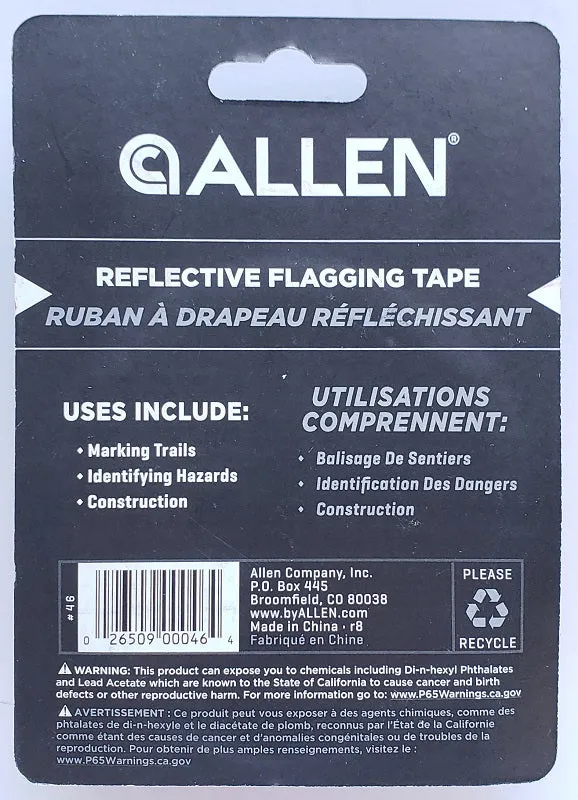 ALLEN®
REFLECTIVE FLAGGING TAPE
RUBAN À DRAPEAU RÉFLÉCHISSANT
USES INCLUDE:
• Marking Trails
• Identifying Hazards
• Construction
UTILISATIONS
COMPRENNENT:
• Balisage De Sentiers
• Identification Des Dangers
• Construction
#46
0 26509 00046 4
Allen Company, Inc.
P.O. Box 445
Broomfield, CO 80038
www.byALLEN.com
Made in China · r8
Fabriqué en Chine
PLEASE
RECYCLE
WARNING: This product can expose you to chemicals including Di-n-hexyl Phthalates
and Lead Acetate which are known to the State of California to cause cancer and birth
defects or other reproductive harm. For more information go to: www.P65Warnings.ca.gov
AVERTISSEMENT : Ce produit peut vous exposer à des agents chimiques, comme des
phtalates de di-n-hexyle et le diacétate de plomb, reconnus par l'État de la Californie
comme étant des causes de cancer et d'anomalies congénitales ou de troubles de la
reproduction. Pour obtenir de plus amples renseignements, visitez le :
www.P65Warnings.ca.gov